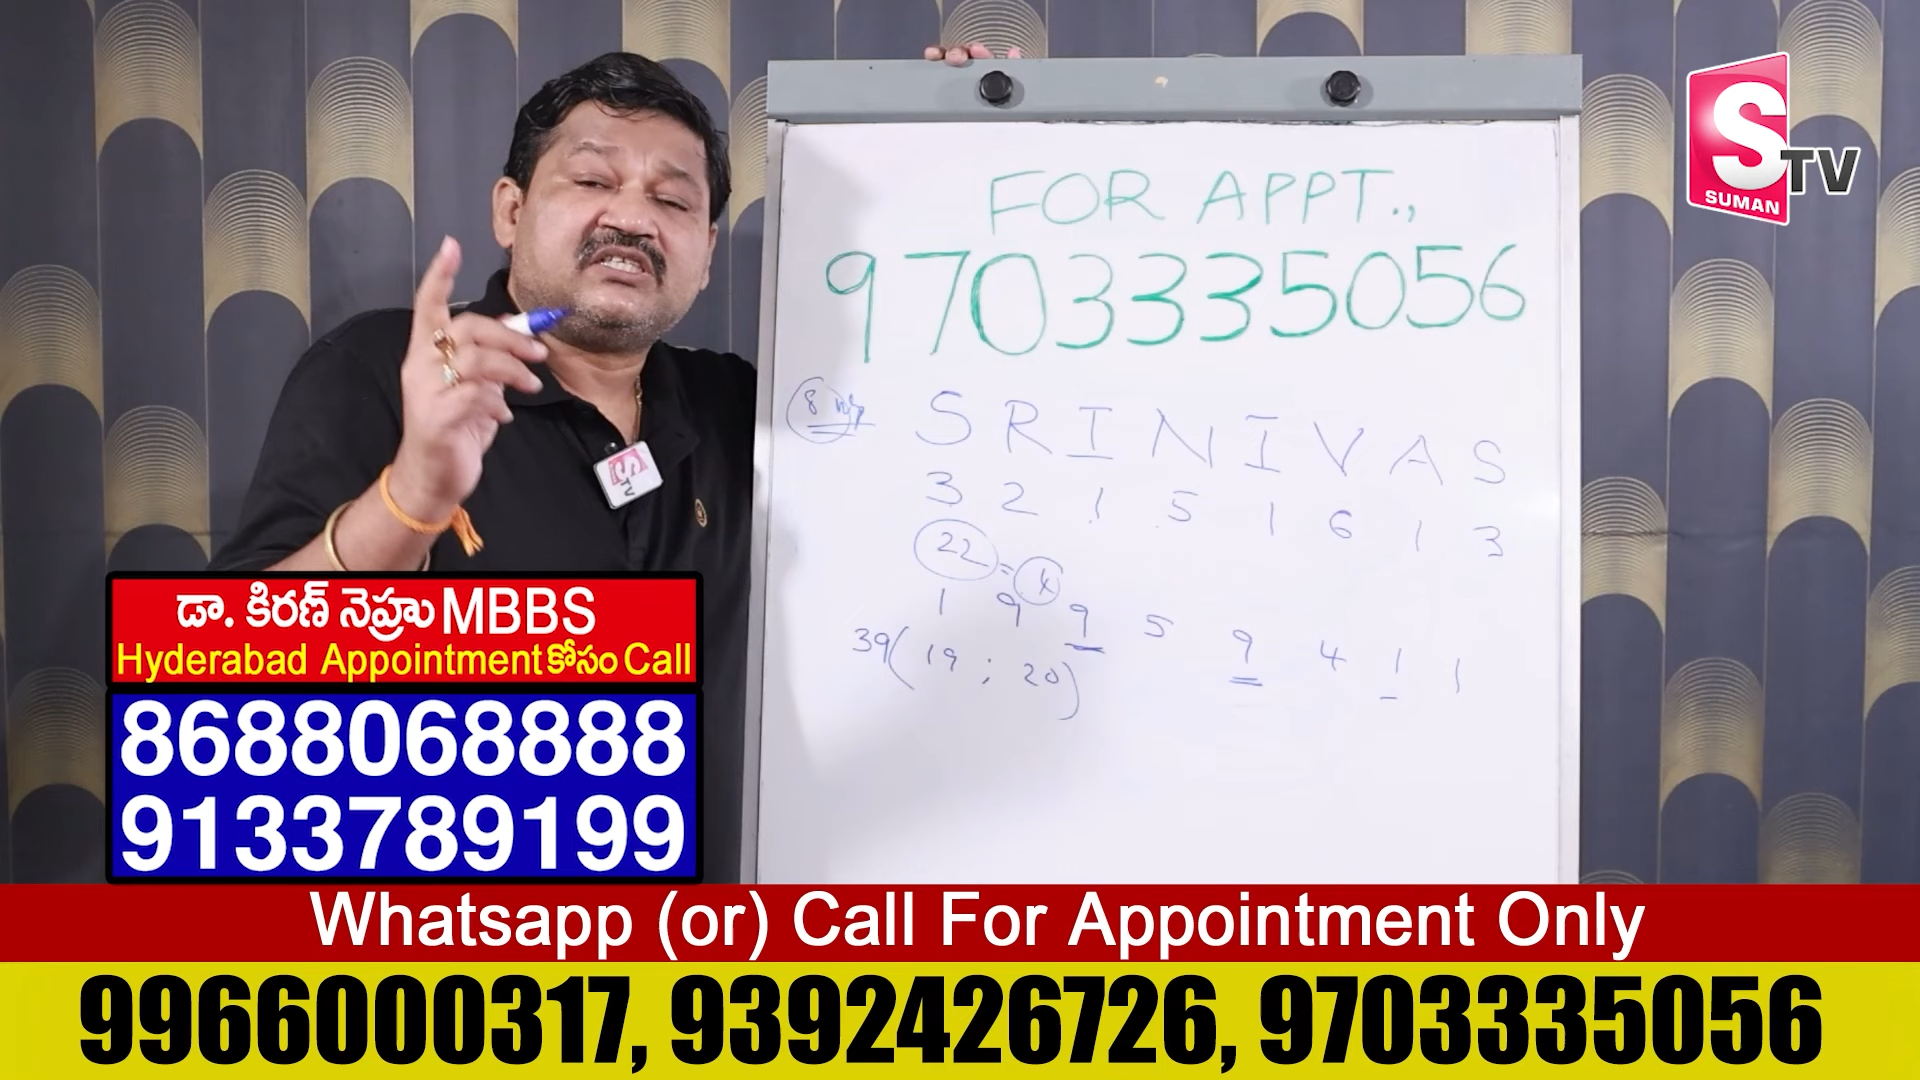 S TV
SUMAN
FOR APPT.,
9703335056
SRINIVAS
3 2 1 5 1 6 1 3
22 = 4
1 9 9 5 9 4 1 1
39( 19 ; 20)
S
TV
డా. కిరణ్ నెహ్రు MBBS
Hyderabad Appointment కోసం Call
8688068888
9133789199
Whatsapp (or) Call For Appointment Only
9966000317, 9392426726, 9703335056